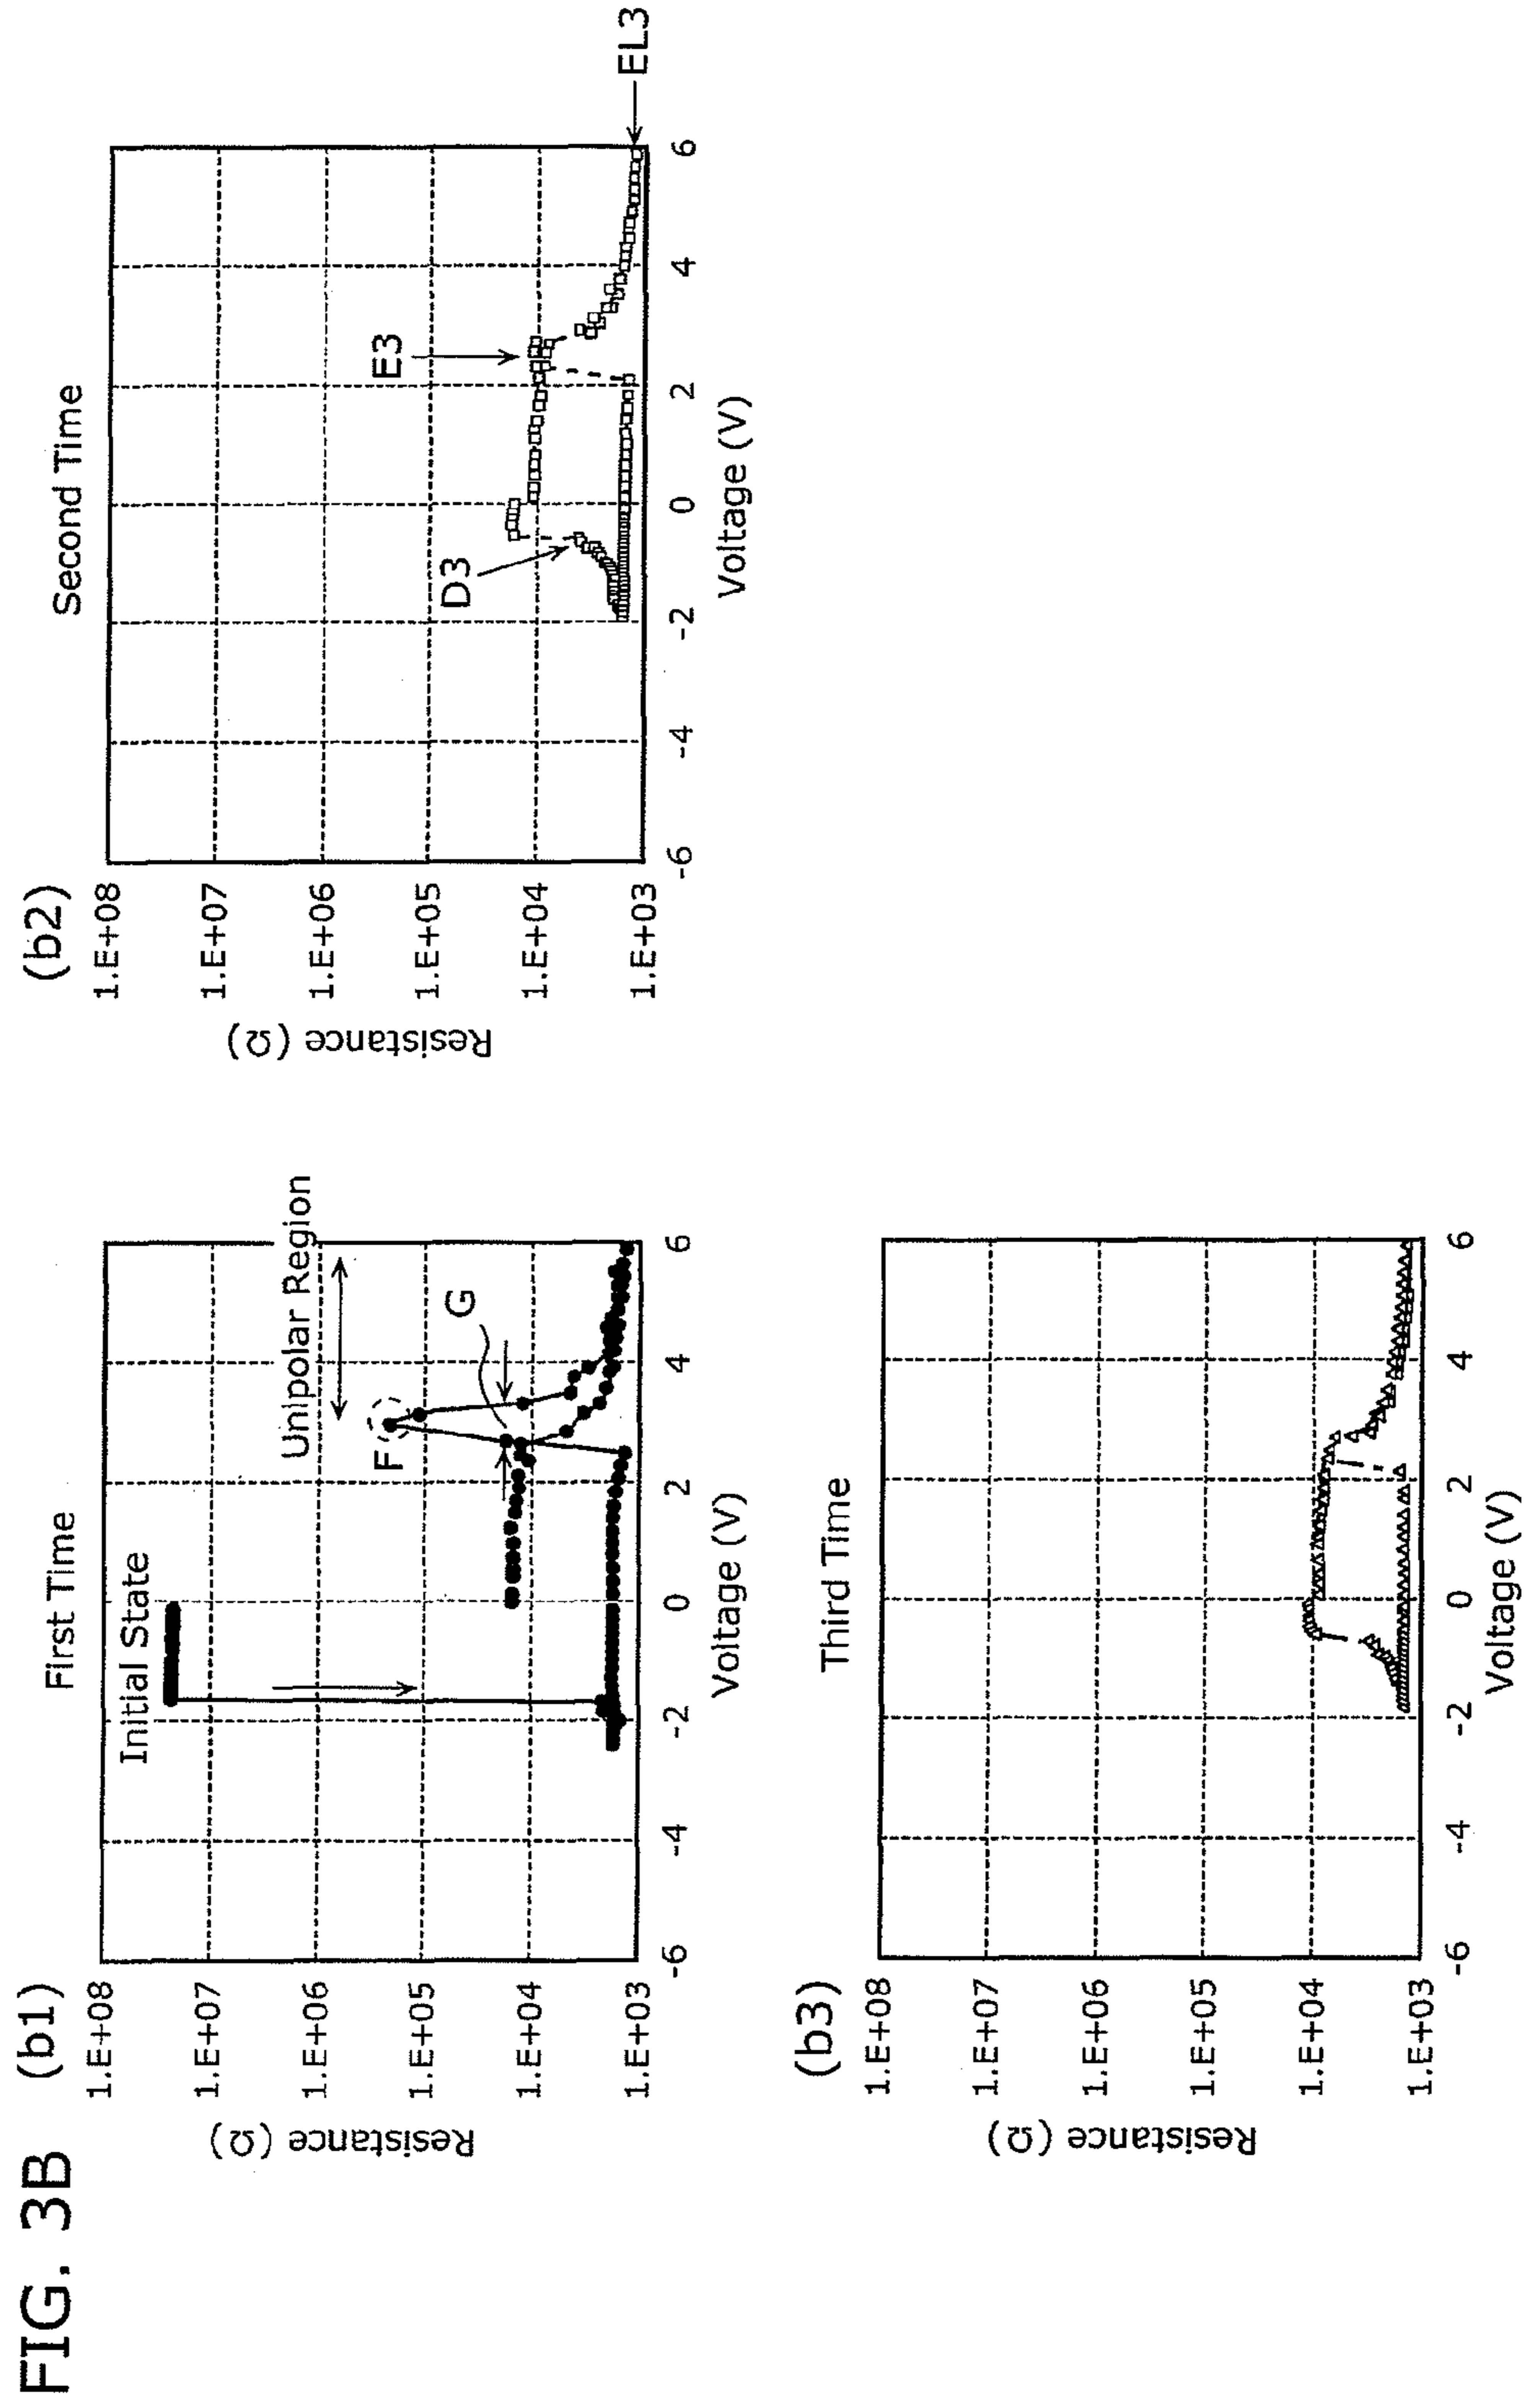 FIG. 3B
(b1)
First Time
Initial State
Unipolar Region
F
G
1.E+08
1.E+07
1.E+06
1.E+05
1.E+04
1.E+03
Resistance (Ω)
-6 -4 -2 0 2 4 6
Voltage (V)
(b2)
Second Time
D3
E3
EL3
1.E+08
1.E+07
1.E+06
1.E+05
1.E+04
1.E+03
Resistance (Ω)
-6 -4 -2 0 2 4 6
Voltage (V)
(b3)
Third Time
1.E+08
1.E+07
1.E+06
1.E+05
1.E+04
1.E+03
Resistance (Ω)
-6 -4 -2 0 2 4 6
Voltage (V)